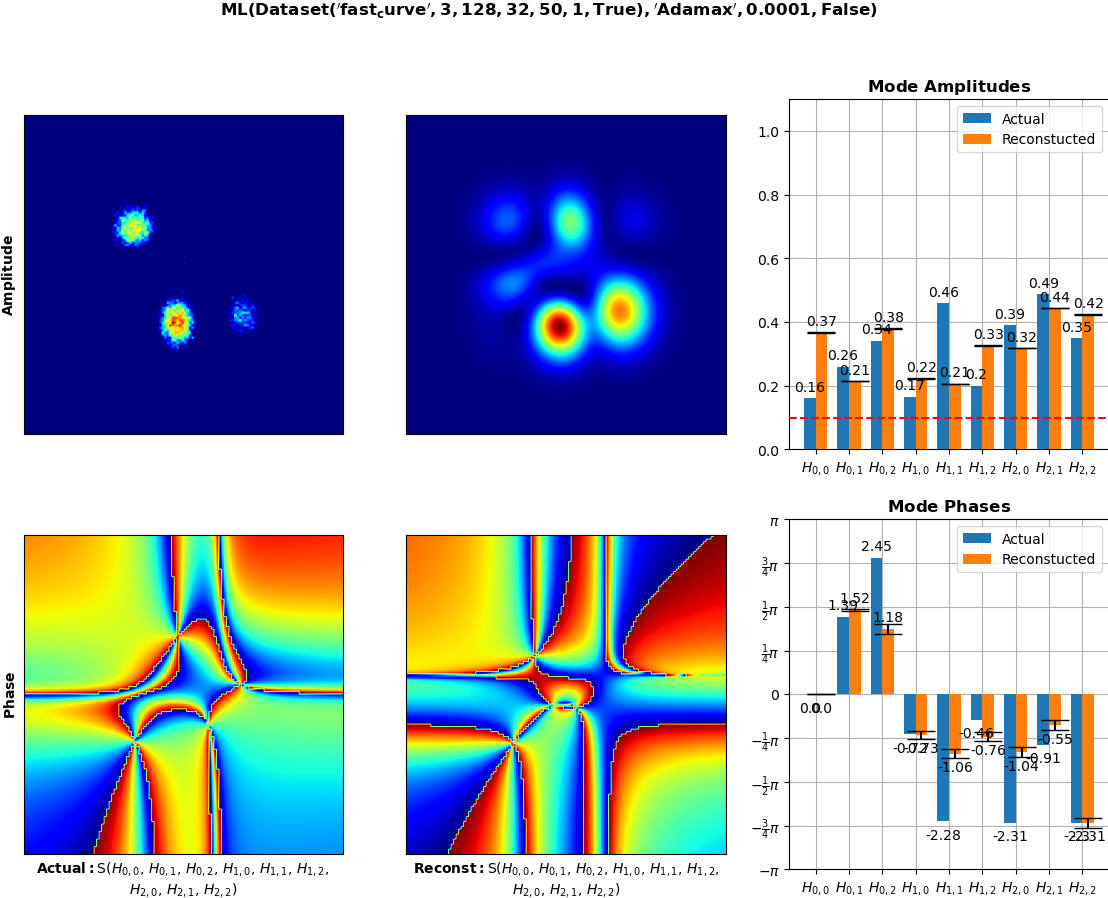 ML(Dataset('fast_curve', 3, 128, 32, 50, 1, True), 'Adamax', 0.0001, False)
Amplitude
Mode Amplitudes
Actual
Reconstucted
1.0
0.8
0.6
0.4
0.2
0.0
0.16 0.37 0.26 0.21 0.34 0.38 0.17 0.22 0.46 0.21 0.2 0.33 0.39 0.32 0.49 0.44 0.35 0.42
H0,0 H0,1 H0,2 H1,0 H1,1 H1,2 H2,0 H2,1 H2,2
Phase
Actual: S(H0,0, H0,1, H0,2, H1,0, H1,1, H1,2,
H2,0, H2,1, H2,2)
Reconst: S(H0,0, H0,1, H0,2, H1,0, H1,1, H1,2,
H2,0, H2,1, H2,2)
Mode Phases
Actual
Reconstucted
π
3/4π
1/2π
1/4π
0
−1/4π
−1/2π
−3/4π
−π
0.0 0.0 1.39 1.52 2.45 1.18 -0.72 -0.73 -2.28 -1.06 -0.46 -0.76 -2.31 -1.04 -0.91 -0.55 -2.31
H0,0 H0,1 H0,2 H1,0 H1,1 H1,2 H2,0 H2,1 H2,2